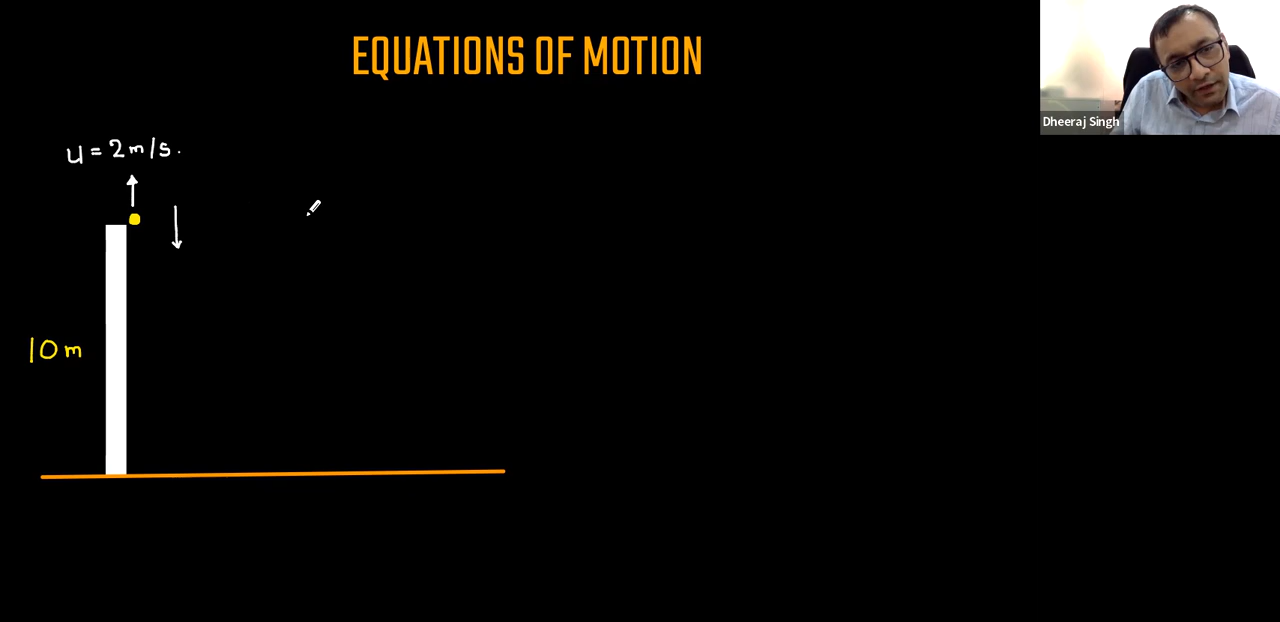 EQUATIONS OF MOTION
Dheeraj Singh
u = 2 m/s.
10 m